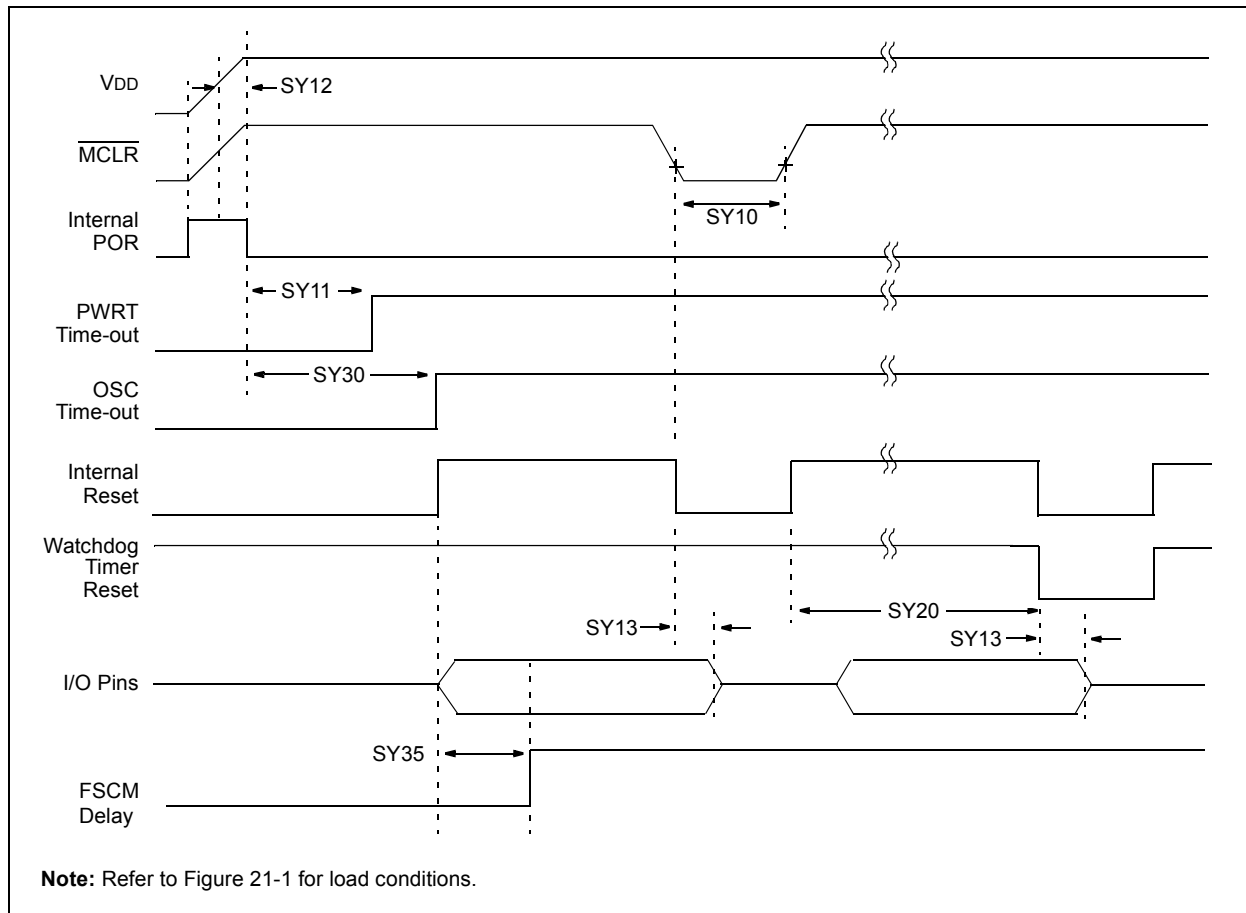 VDD
SY12
MCLR
SY10
Internal
POR
SY11
PWRT
Time-out
SY30
OSC
Time-out
Internal
Reset
Watchdog
Timer
Reset
SY20
SY13
SY13
I/O Pins
SY35
FSCM
Delay
Note: Refer to Figure 21-1 for load conditions.